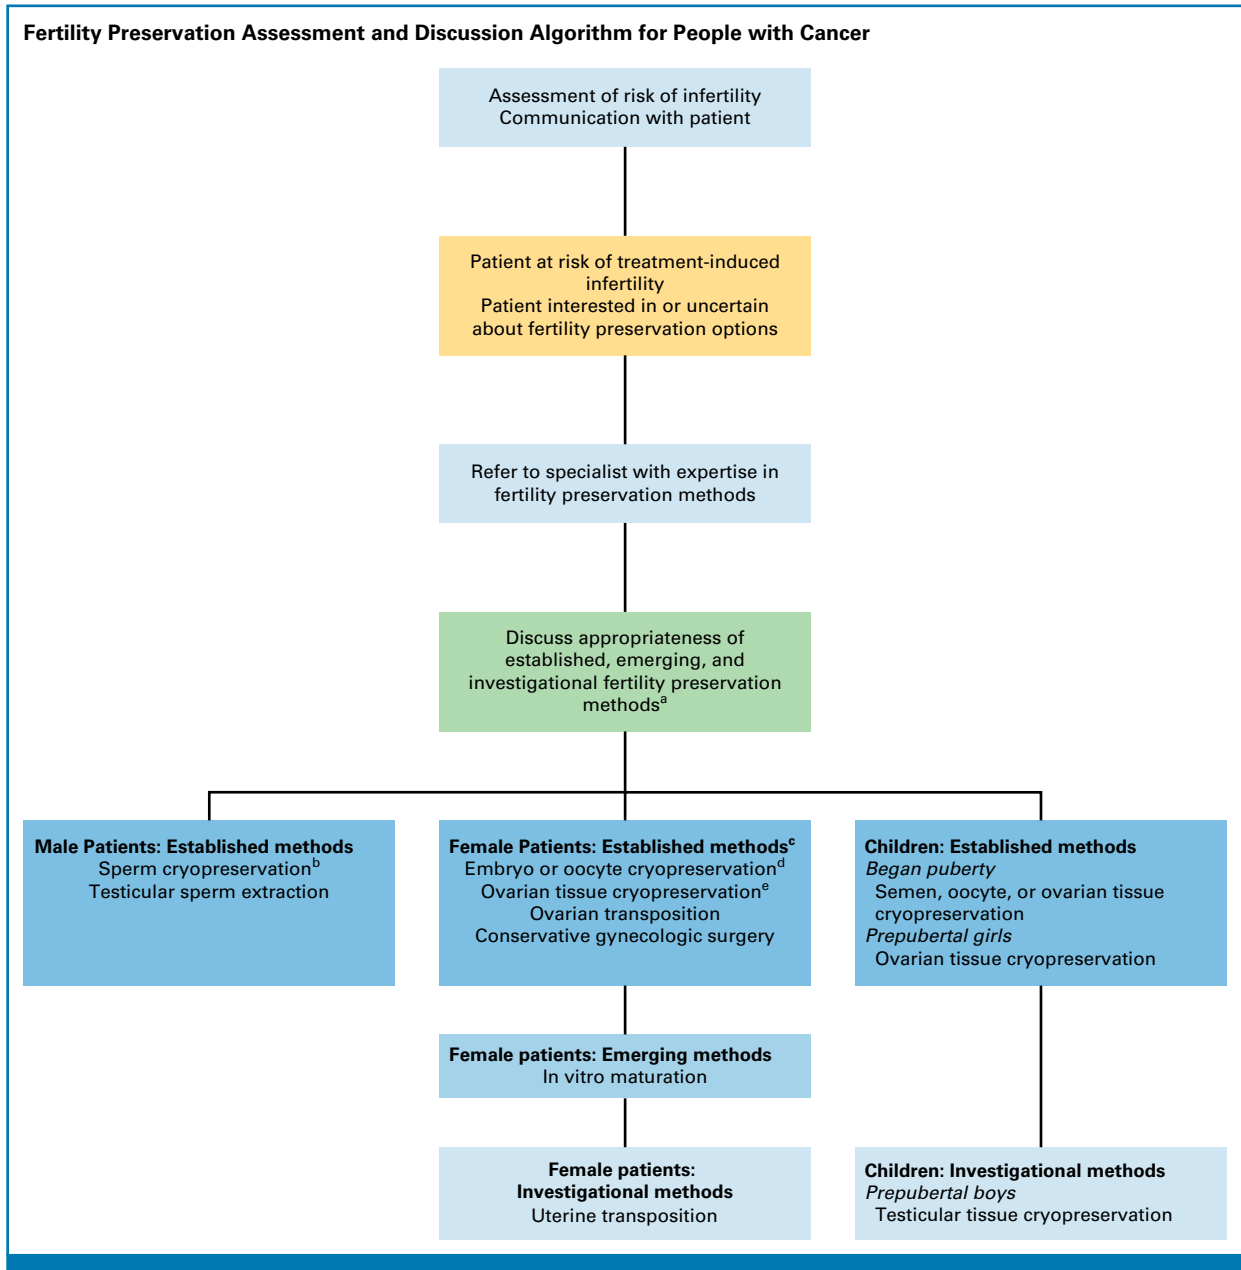 Fertility Preservation Assessment and Discussion Algorithm for People with Cancer
Assessment of risk of infertility
Communication with patient
Patient at risk of treatment-induced
infertility
Patient interested in or uncertain
about fertility preservation options
Refer to specialist with expertise in
fertility preservation methods
Discuss appropriateness of
established, emerging, and
investigational fertility preservation
methodsᵃ
Male Patients: Established methods
Sperm cryopreservationᵇ
Testicular sperm extraction
Female Patients: Established methodsᶜ
Embryo or oocyte cryopreservationᵈ
Ovarian tissue cryopreservationᵉ
Ovarian transposition
Conservative gynecologic surgery
Children: Established methods
Began puberty
Semen, oocyte, or ovarian tissue
cryopreservation
Prepubertal girls
Ovarian tissue cryopreservation
Female patients: Emerging methods
In vitro maturation
Female patients:
Investigational methods
Uterine transposition
Children: Investigational methods
Prepubertal boys
Testicular tissue cryopreservation